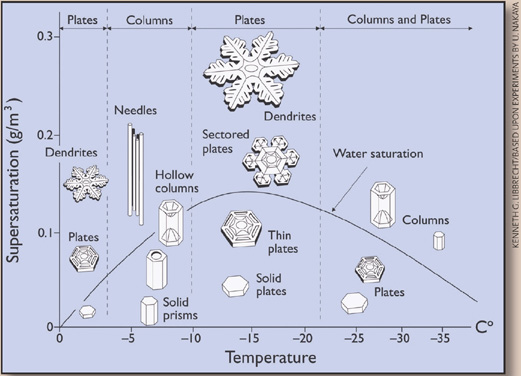 Plates
Columns
Plates
Columns and Plates
0.3
0.2
0.1
0
Supersaturation (g/m³)
Dendrites
Needles
Dendrites
Sectored
plates
Hollow
columns
Water saturation
Plates
Thin
plates
Columns
Solid
prisms
Solid
plates
Plates
0
−5
−10
−15
−20
−25
−30
−35
C°
Temperature
KENNETH G. LIBBRECHT/BASED UPON EXPERIMENTS BY U. NAKAYA